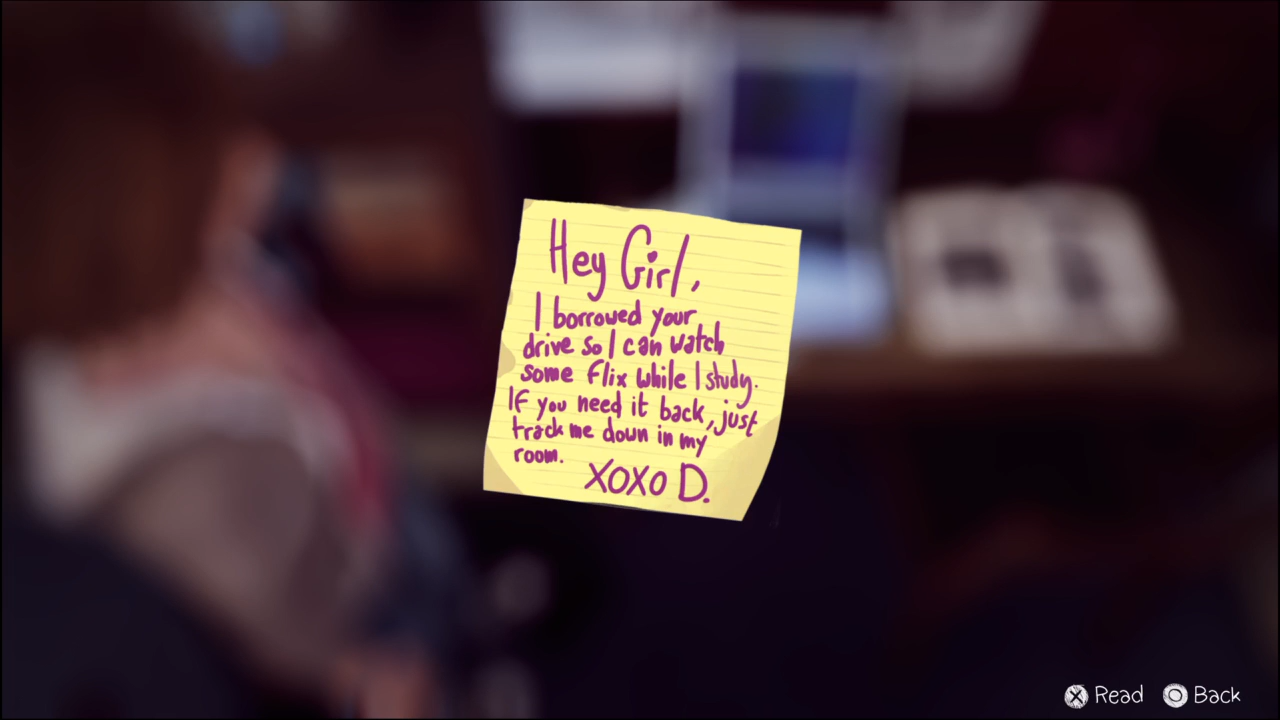 Hey Girl,
I borrowed your
drive so I can watch
some Flix while I study.
If you need it back, just
track me down in my
room.
XOXO D.
Read Back